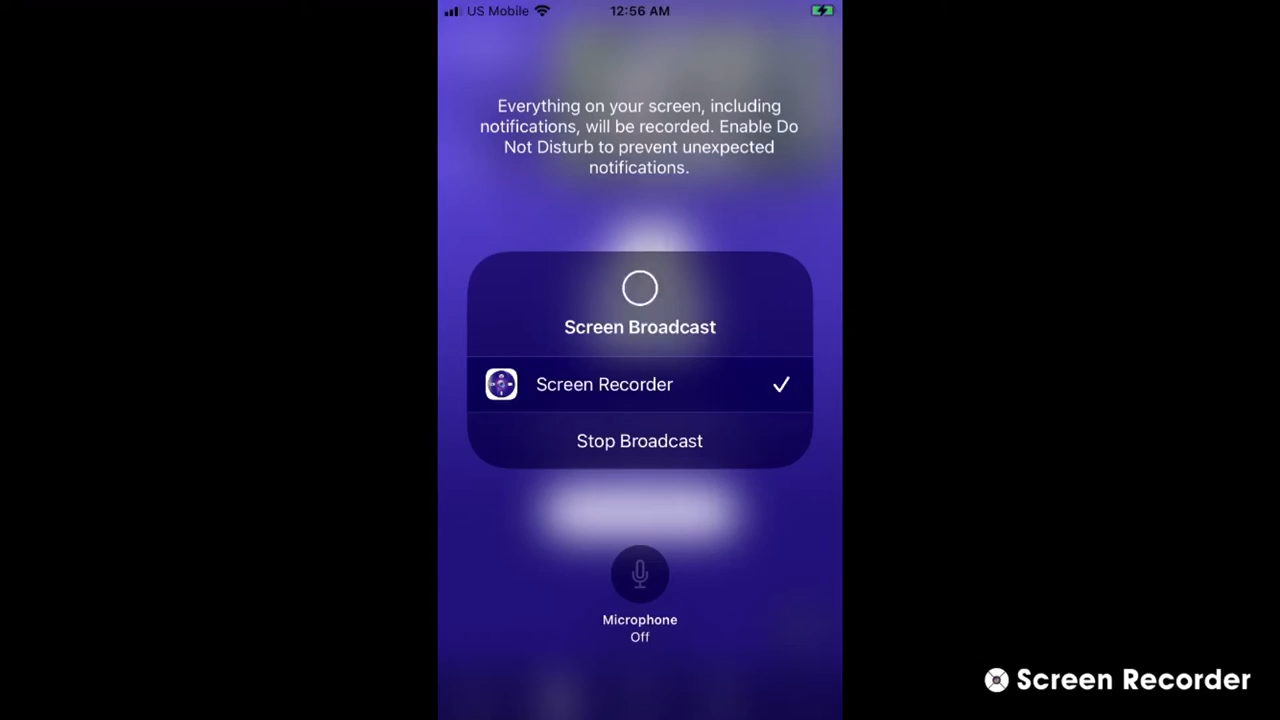 US Mobile
12:56 AM
Everything on your screen, including
notifications, will be recorded. Enable Do
Not Disturb to prevent unexpected
notifications.
Screen Broadcast
Screen Recorder
Stop Broadcast
Microphone
Off
Screen Recorder